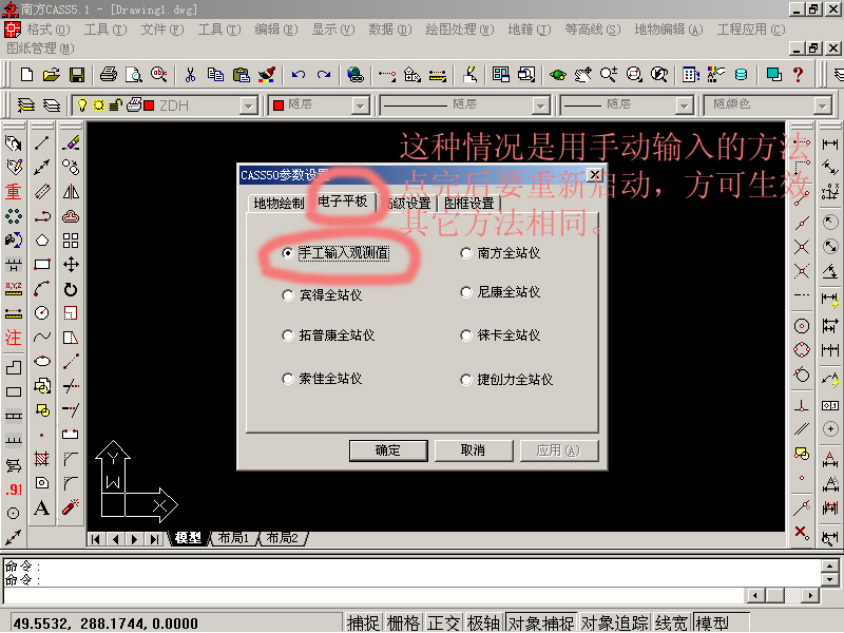 南方CASS5.1 - [Drawing1.dwg]
格式(O) 工具(T) 文件(F) 工具(T) 编辑(E) 显示(V) 数据(D) 绘图处理(W) 地籍(J) 等高线(S) 地物编辑(A) 工程应用(C)
图纸管理(M)
ZDH 随层 随层 随层 随颜色
这种情况是用手动输入的方法
点完后要重新启动，方可生效
其它方法相同。
CASS50参数设置
地物绘制 电子平板 高级设置 图框设置
手工输入观测值 南方全站仪
宾得全站仪 尼康全站仪
拓普康全站仪 徕卡全站仪
索佳全站仪 捷创力全站仪
确定 取消 应用(A)
重
X,Y,Z
注
.91
A
Y
W
X
模型 布局1 布局2
命令:
命令:
49.5532, 288.1744, 0.0000 捕捉 栅格 正交 极轴 对象捕捉 对象追踪 线宽 模型